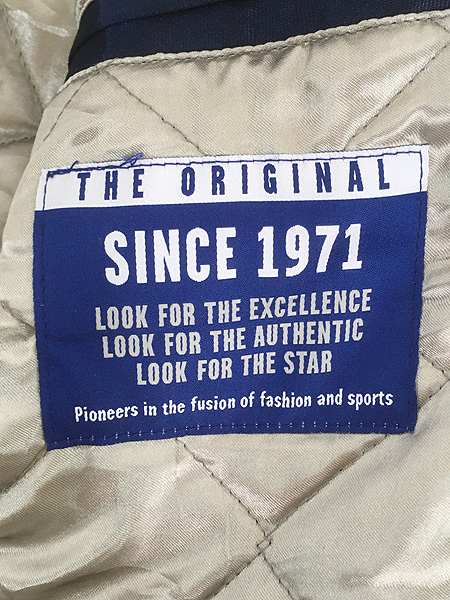 THE ORIGINAL
SINCE 1971
LOOK FOR THE EXCELLENCE
LOOK FOR THE AUTHENTIC
LOOK FOR THE STAR
Pioneers in the fusion of fashion and sports